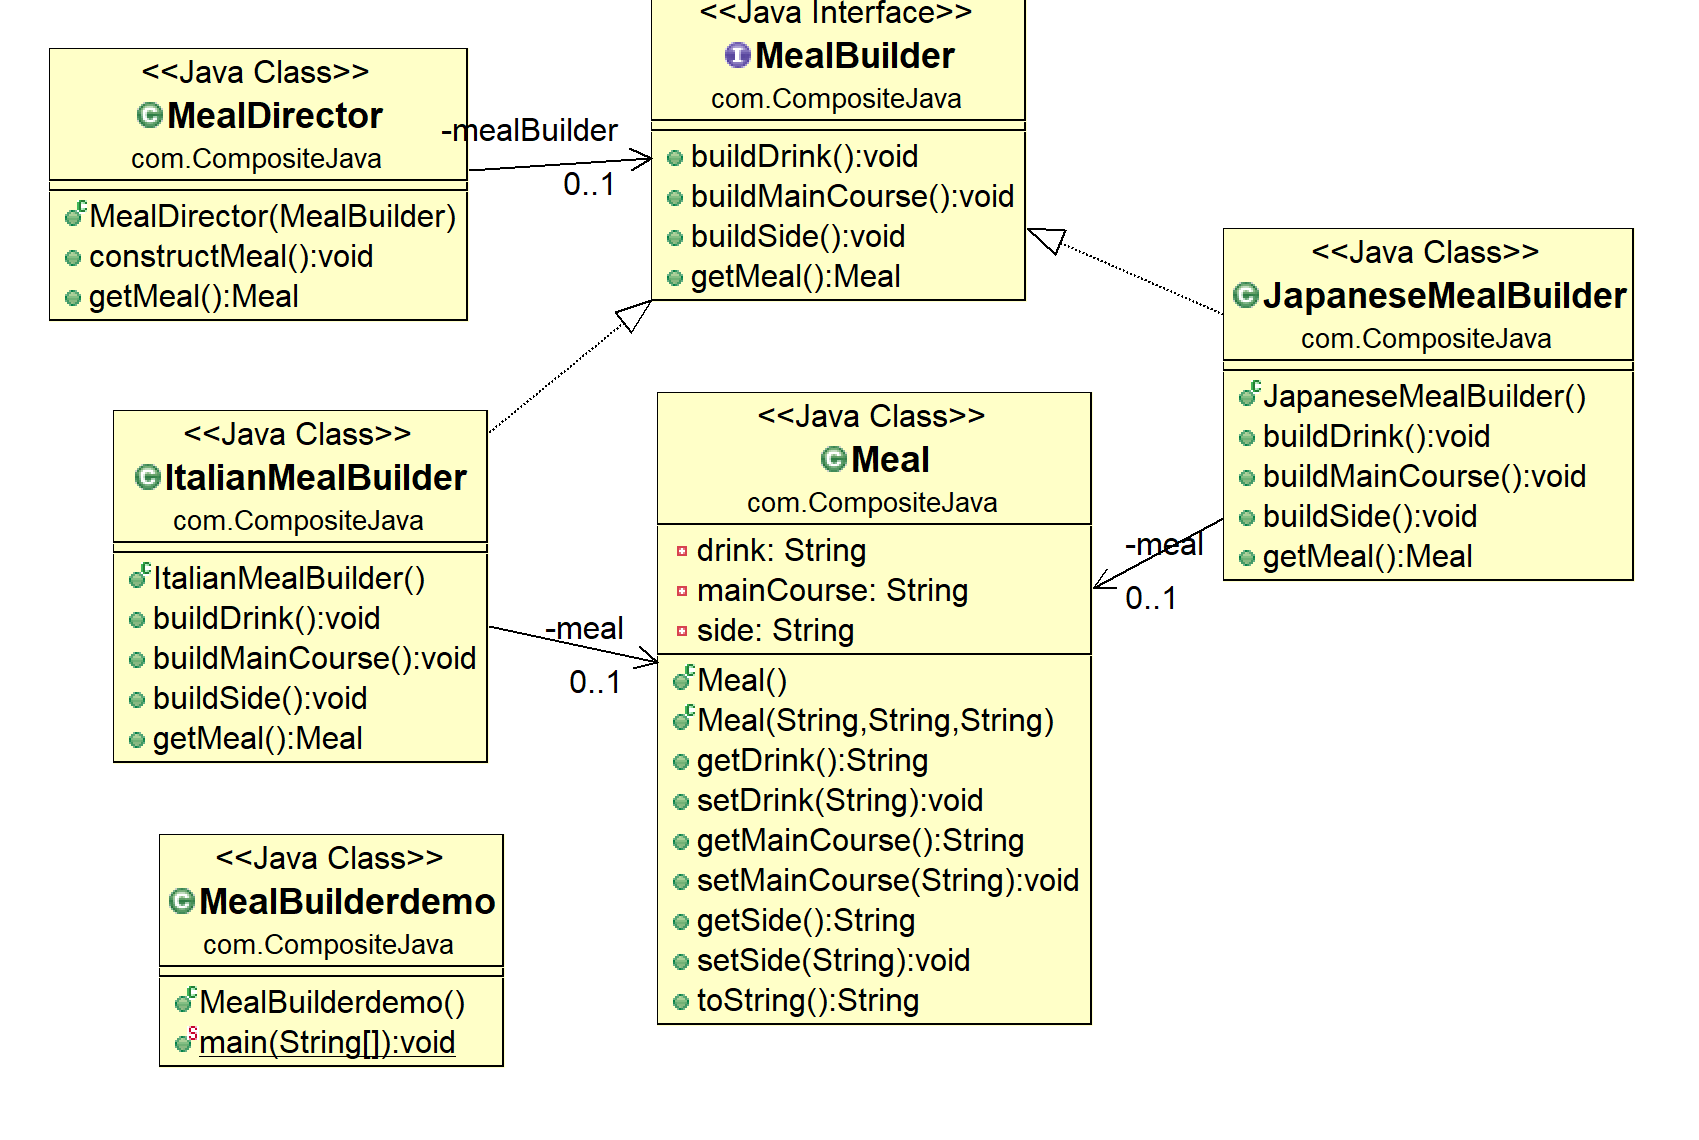 <<Java Class>>
MealDirector
com.CompositeJava
MealDirector(MealBuilder)
constructMeal():void
getMeal():Meal
-mealBuilder
0..1
<<Java Interface>>
MealBuilder
com.CompositeJava
buildDrink():void
buildMainCourse():void
buildSide():void
getMeal():Meal
<<Java Class>>
JapaneseMealBuilder
com.CompositeJava
JapaneseMealBuilder()
buildDrink():void
buildMainCourse():void
buildSide():void
getMeal():Meal
-meal
0..1
<<Java Class>>
ItalianMealBuilder
com.CompositeJava
ItalianMealBuilder()
buildDrink():void
buildMainCourse():void
buildSide():void
getMeal():Meal
-meal
0..1
<<Java Class>>
Meal
com.CompositeJava
drink: String
mainCourse: String
side: String
Meal()
Meal(String,String,String)
getDrink():String
setDrink(String):void
getMainCourse():String
setMainCourse(String):void
getSide():String
setSide(String):void
toString():String
<<Java Class>>
MealBuilderdemo
com.CompositeJava
MealBuilderdemo()
main(String[]):void